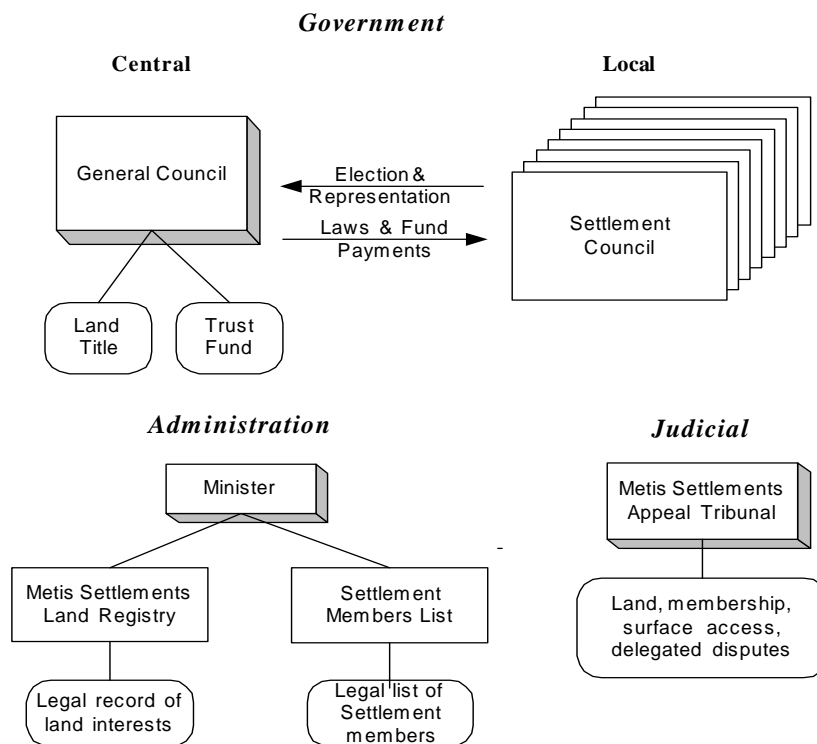 Government
Central
Local
General Council
Election &
Representation
Laws & Fund
Payments
Settlement
Council
Land
Title
Trust
Fund
Administration
Judicial
Minister
Metis Settlements
Appeal Tribunal
Metis Settlements
Land Registry
Settlement
Members List
Land, membership,
surface access,
delegated disputes
Legal record of
land interests
Legal list of
Settlement
members